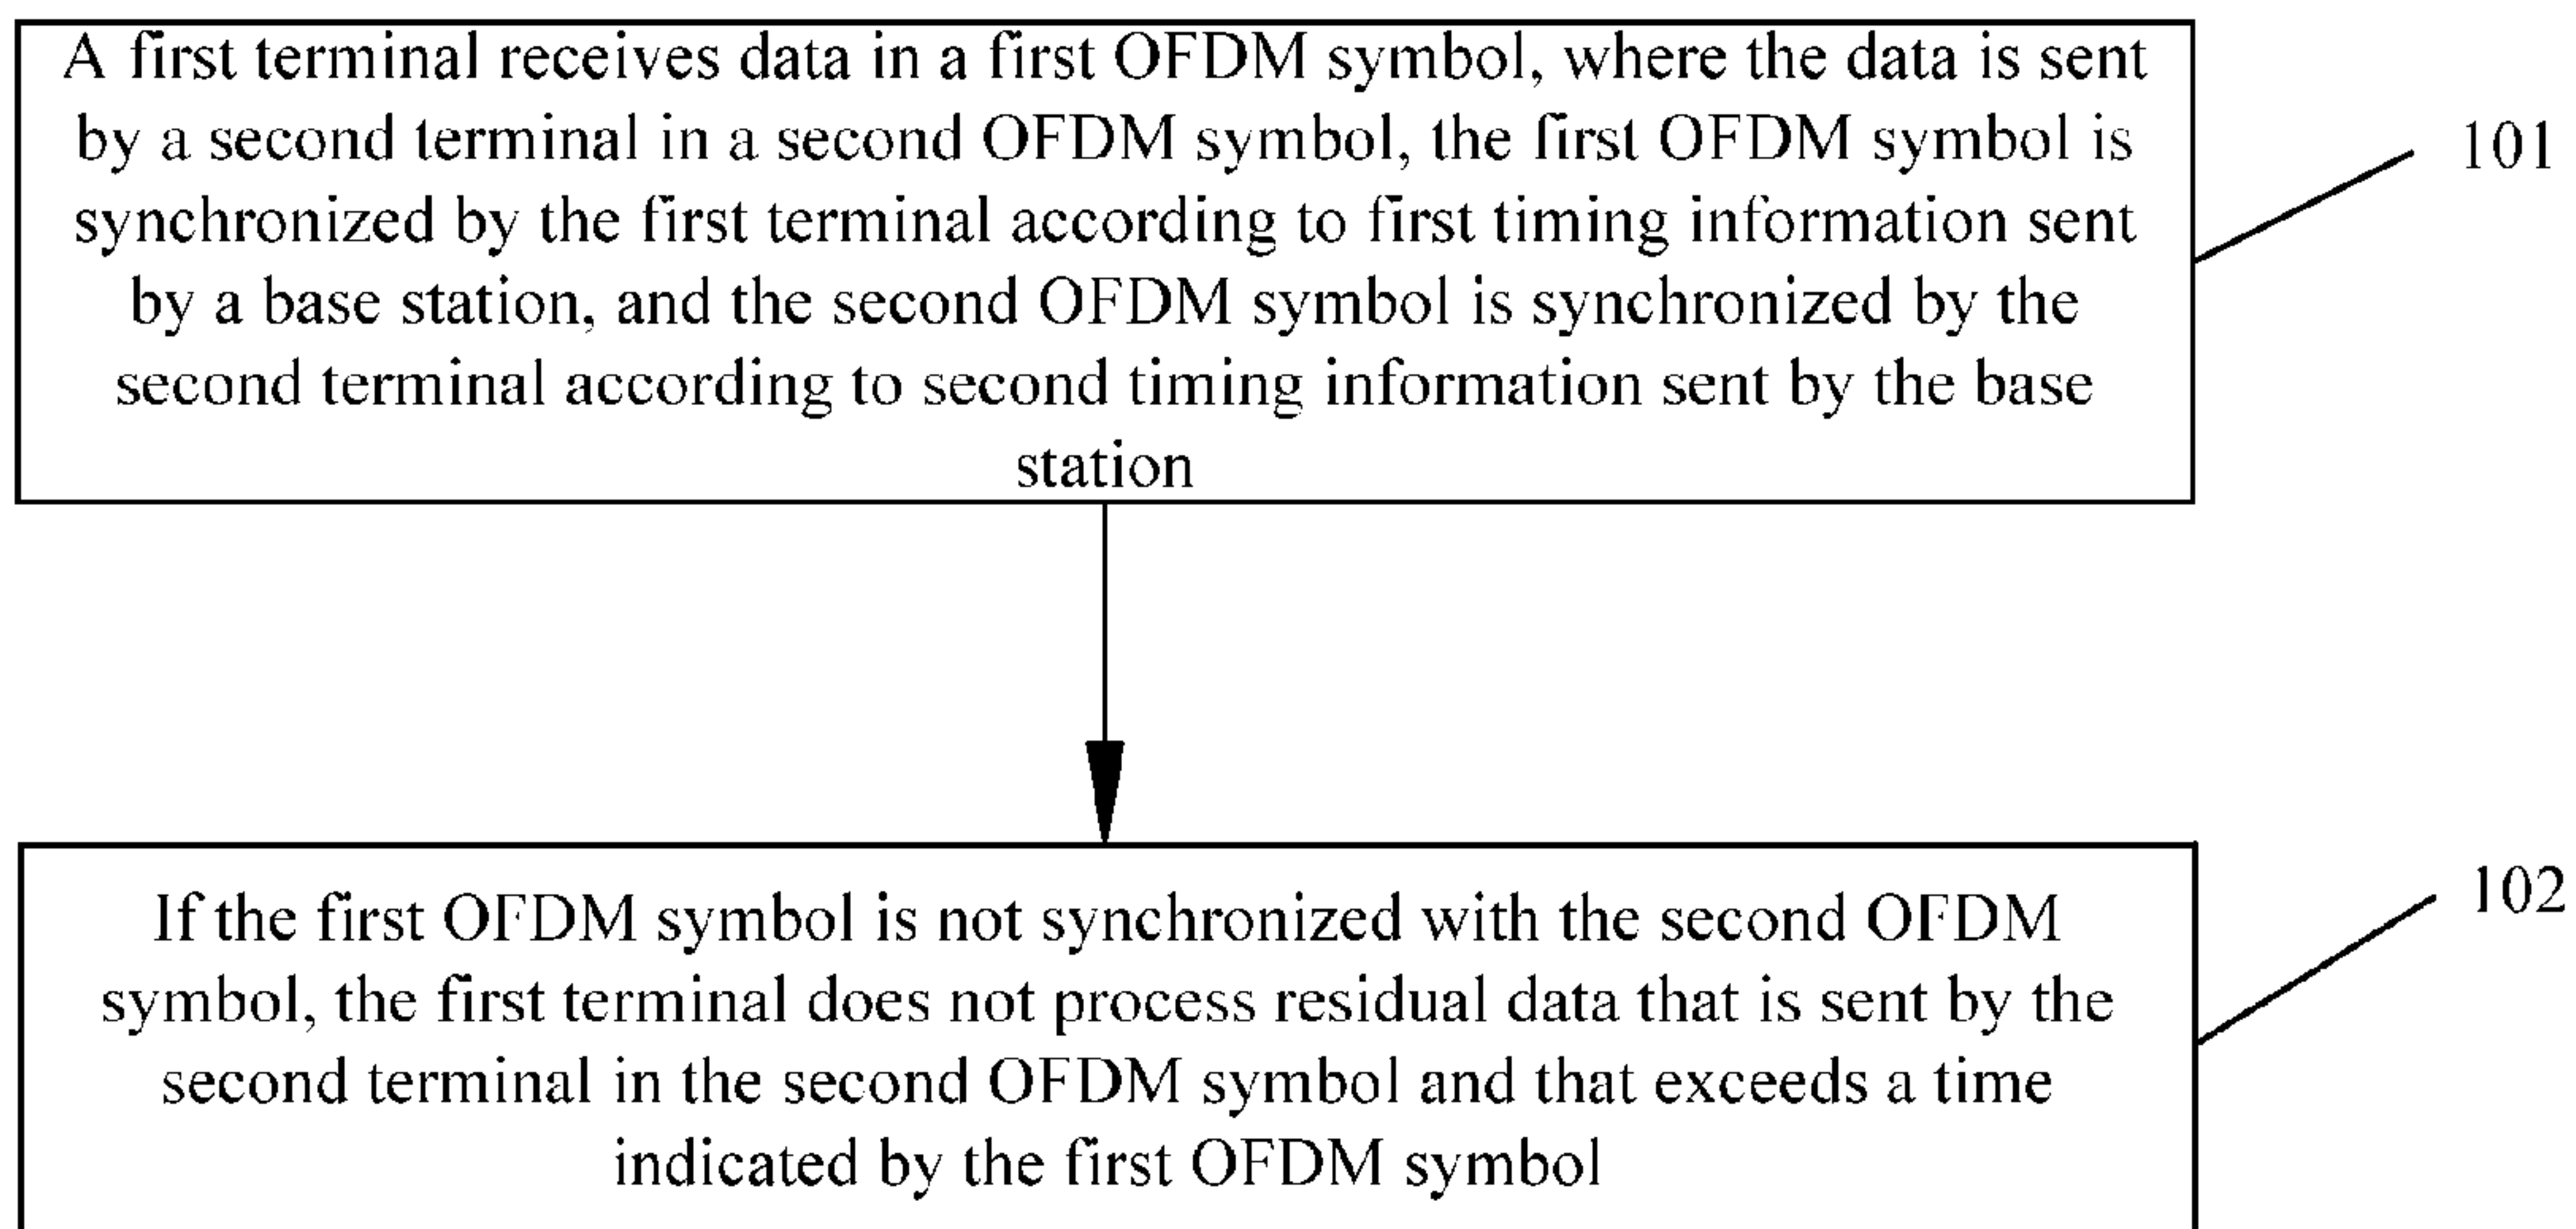 A first terminal receives data in a first OFDM symbol, where the data is sent
by a second terminal in a second OFDM symbol, the first OFDM symbol is
101
synchronized by the first terminal according to first timing information sent
by a base station, and the second OFDM symbol is synchronized by the
second terminal according to second timing information sent by the base
station
If the first OFDM symbol is not synchronized with the second OFDM
102
symbol, the first terminal does not process residual data that is sent by the
second terminal in the second OFDM symbol and that exceeds a time
indicated by the first OFDM symbol